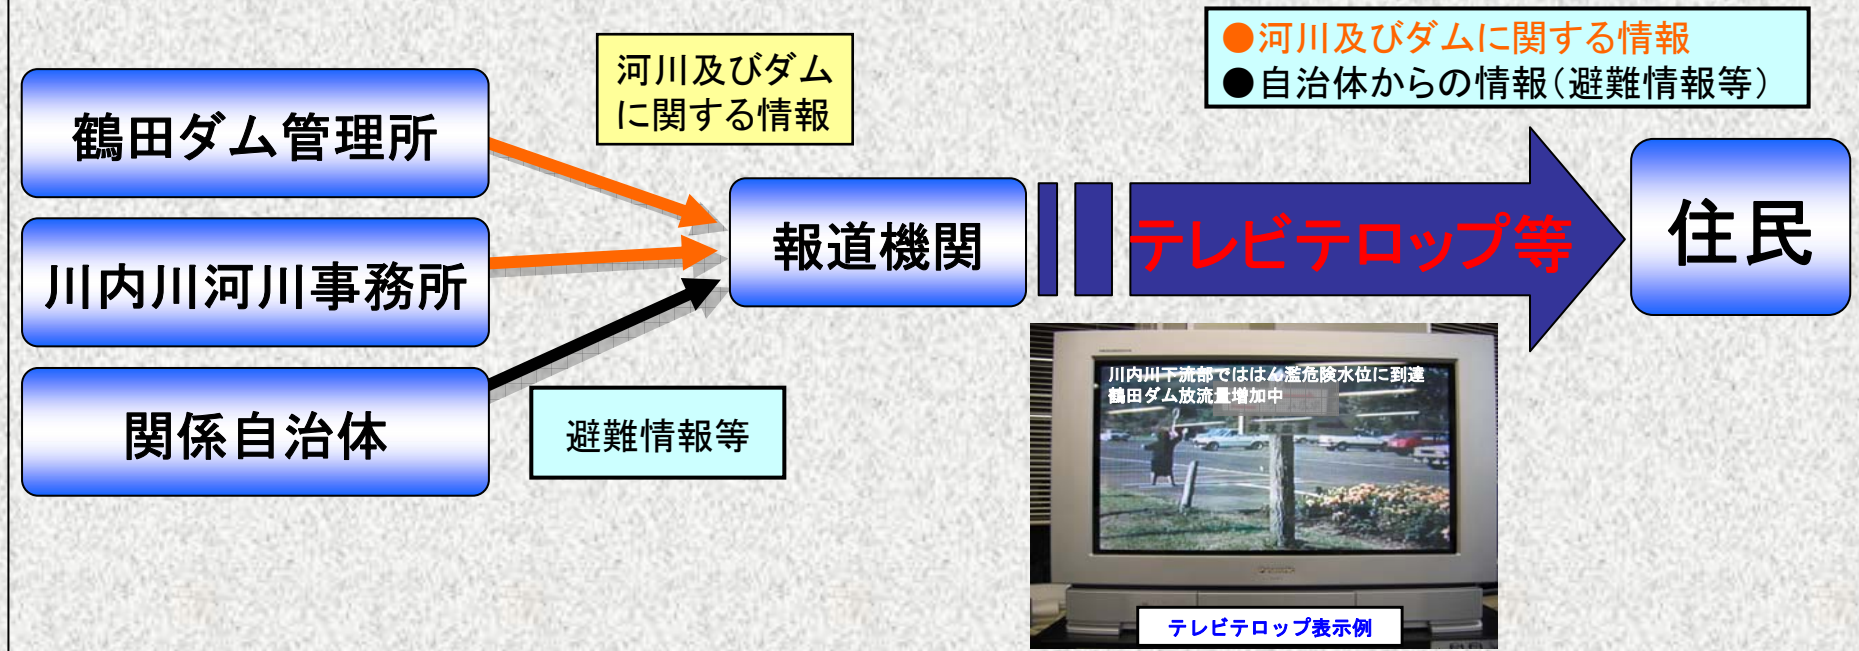 河川及びダム
に関する情報
●河川及びダムに関する情報
●自治体からの情報（避難情報等）
鶴田ダム管理所
川内川河川事務所
関係自治体
報道機関
テレビテロップ等
住民
避難情報等
川内川下流部でははん濫危険水位に到達
鶴田ダム放流量増加中
テレビテロップ表示例